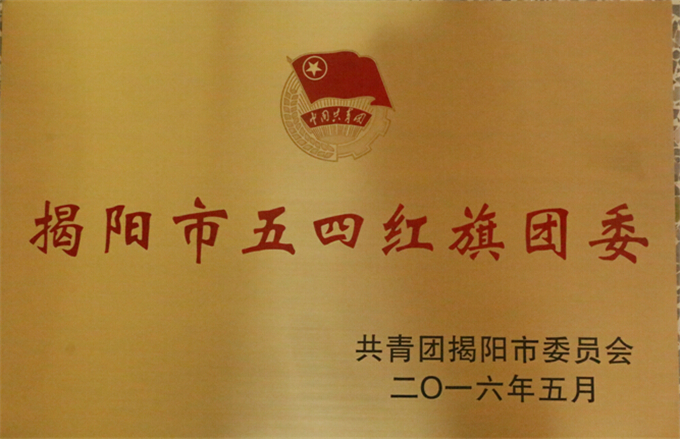 中国共青团
揭阳市五四红旗团委
共青团揭阳市委员会
二〇一六年五月